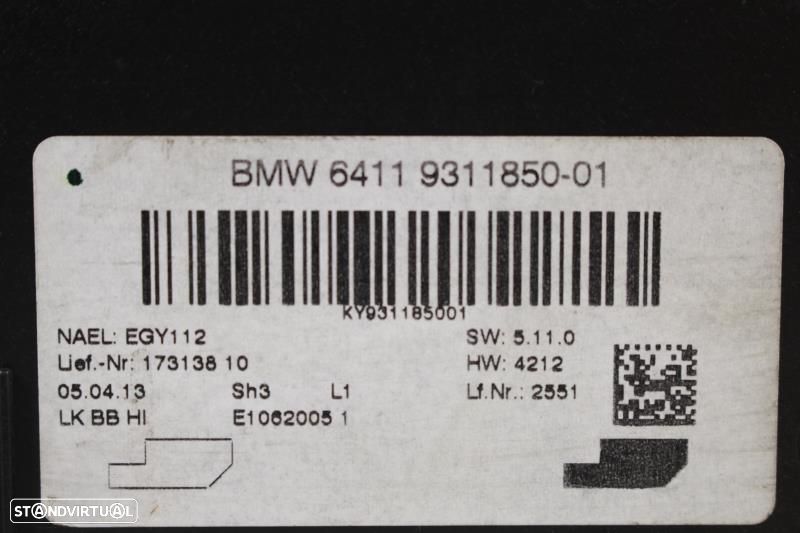 BMW 6411 9311850-01
KY931185001
NAEL: EGY112 SW: 5.11.0
Lief.-Nr: 173138 10 HW: 4212
05.04.13 Sh3 L1 Lf.Nr.: 2551
LK BB HI E1062005 1
STANDVIRTUAL